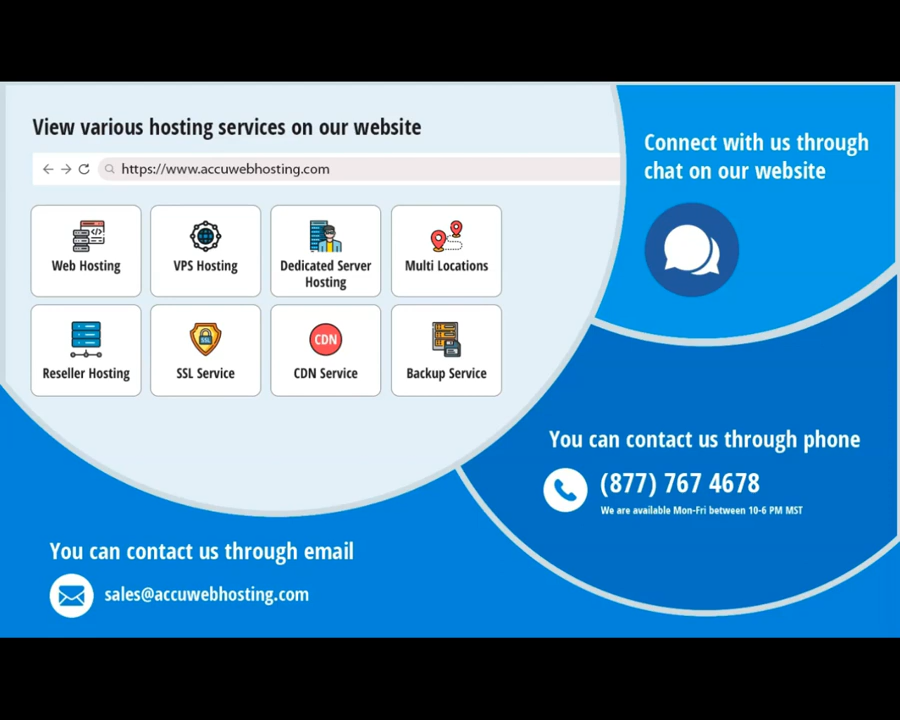 View various hosting services on our website
https://www.accuwebhosting.com
Web Hosting
VPS Hosting
Dedicated Server
Hosting
Multi Locations
Reseller Hosting
SSL
SSL Service
CDN
CDN Service
Backup Service
Connect with us through
chat on our website
You can contact us through phone
(877) 767 4678
We are available Mon-Fri between 10-6 PM MST
You can contact us through email
sales@accuwebhosting.com